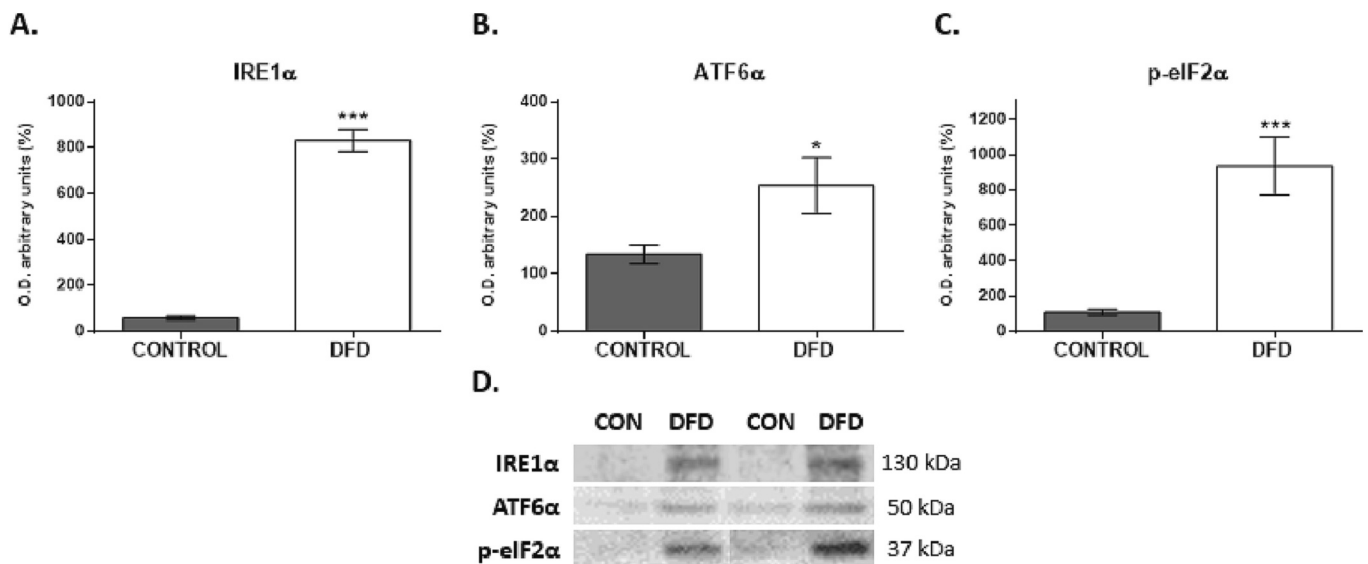 A.
IRE1α
O.D. arbitrary units (%)
1000
800
600
400
200
0
***
CONTROL DFD
B.
ATF6α
O.D. arbitrary units (%)
400
300
200
100
0
*
CONTROL DFD
C.
p-eIF2α
O.D. arbitrary units (%)
1200
1000
800
600
400
200
0
***
CONTROL DFD
D.
CON DFD CON DFD
IRE1α 130 kDa
ATF6α 50 kDa
p-eIF2α 37 kDa